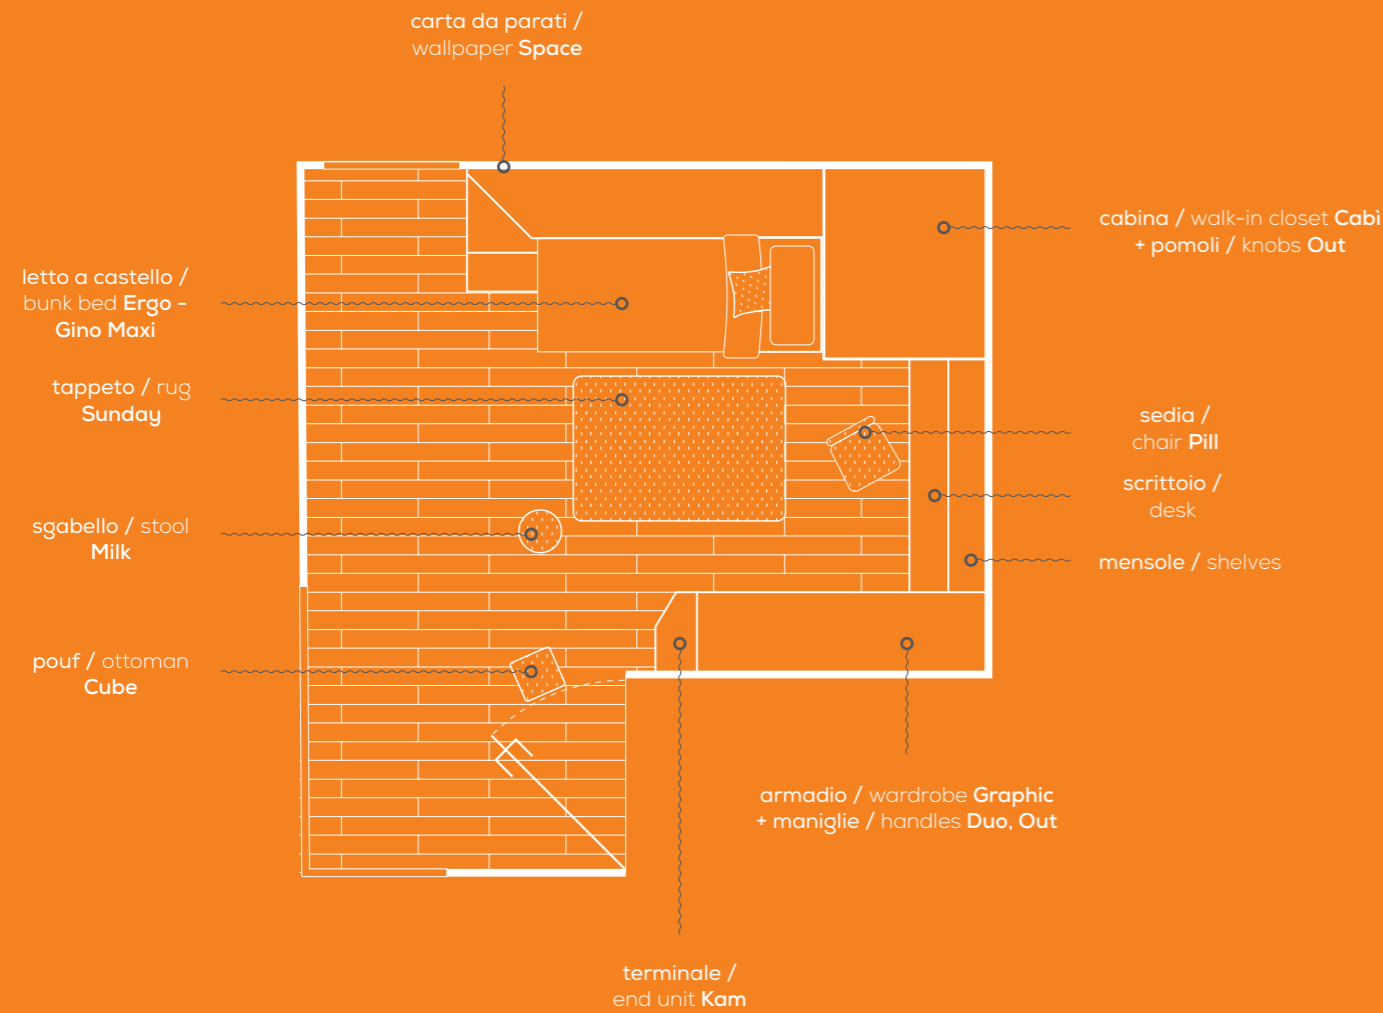 carta da parati /
wallpaper Space
cabina / walk-in closet Cabì
+ pomoli / knobs Out
letto a castello /
bunk bed Ergo -
Gino Maxi
tappeto / rug
Sunday
sedia /
chair Pill
scrittoio /
desk
sgabello / stool
Milk
mensole / shelves
pouf / ottoman
Cube
armadio / wardrobe Graphic
+ maniglie / handles Duo, Out
terminale /
end unit Kam